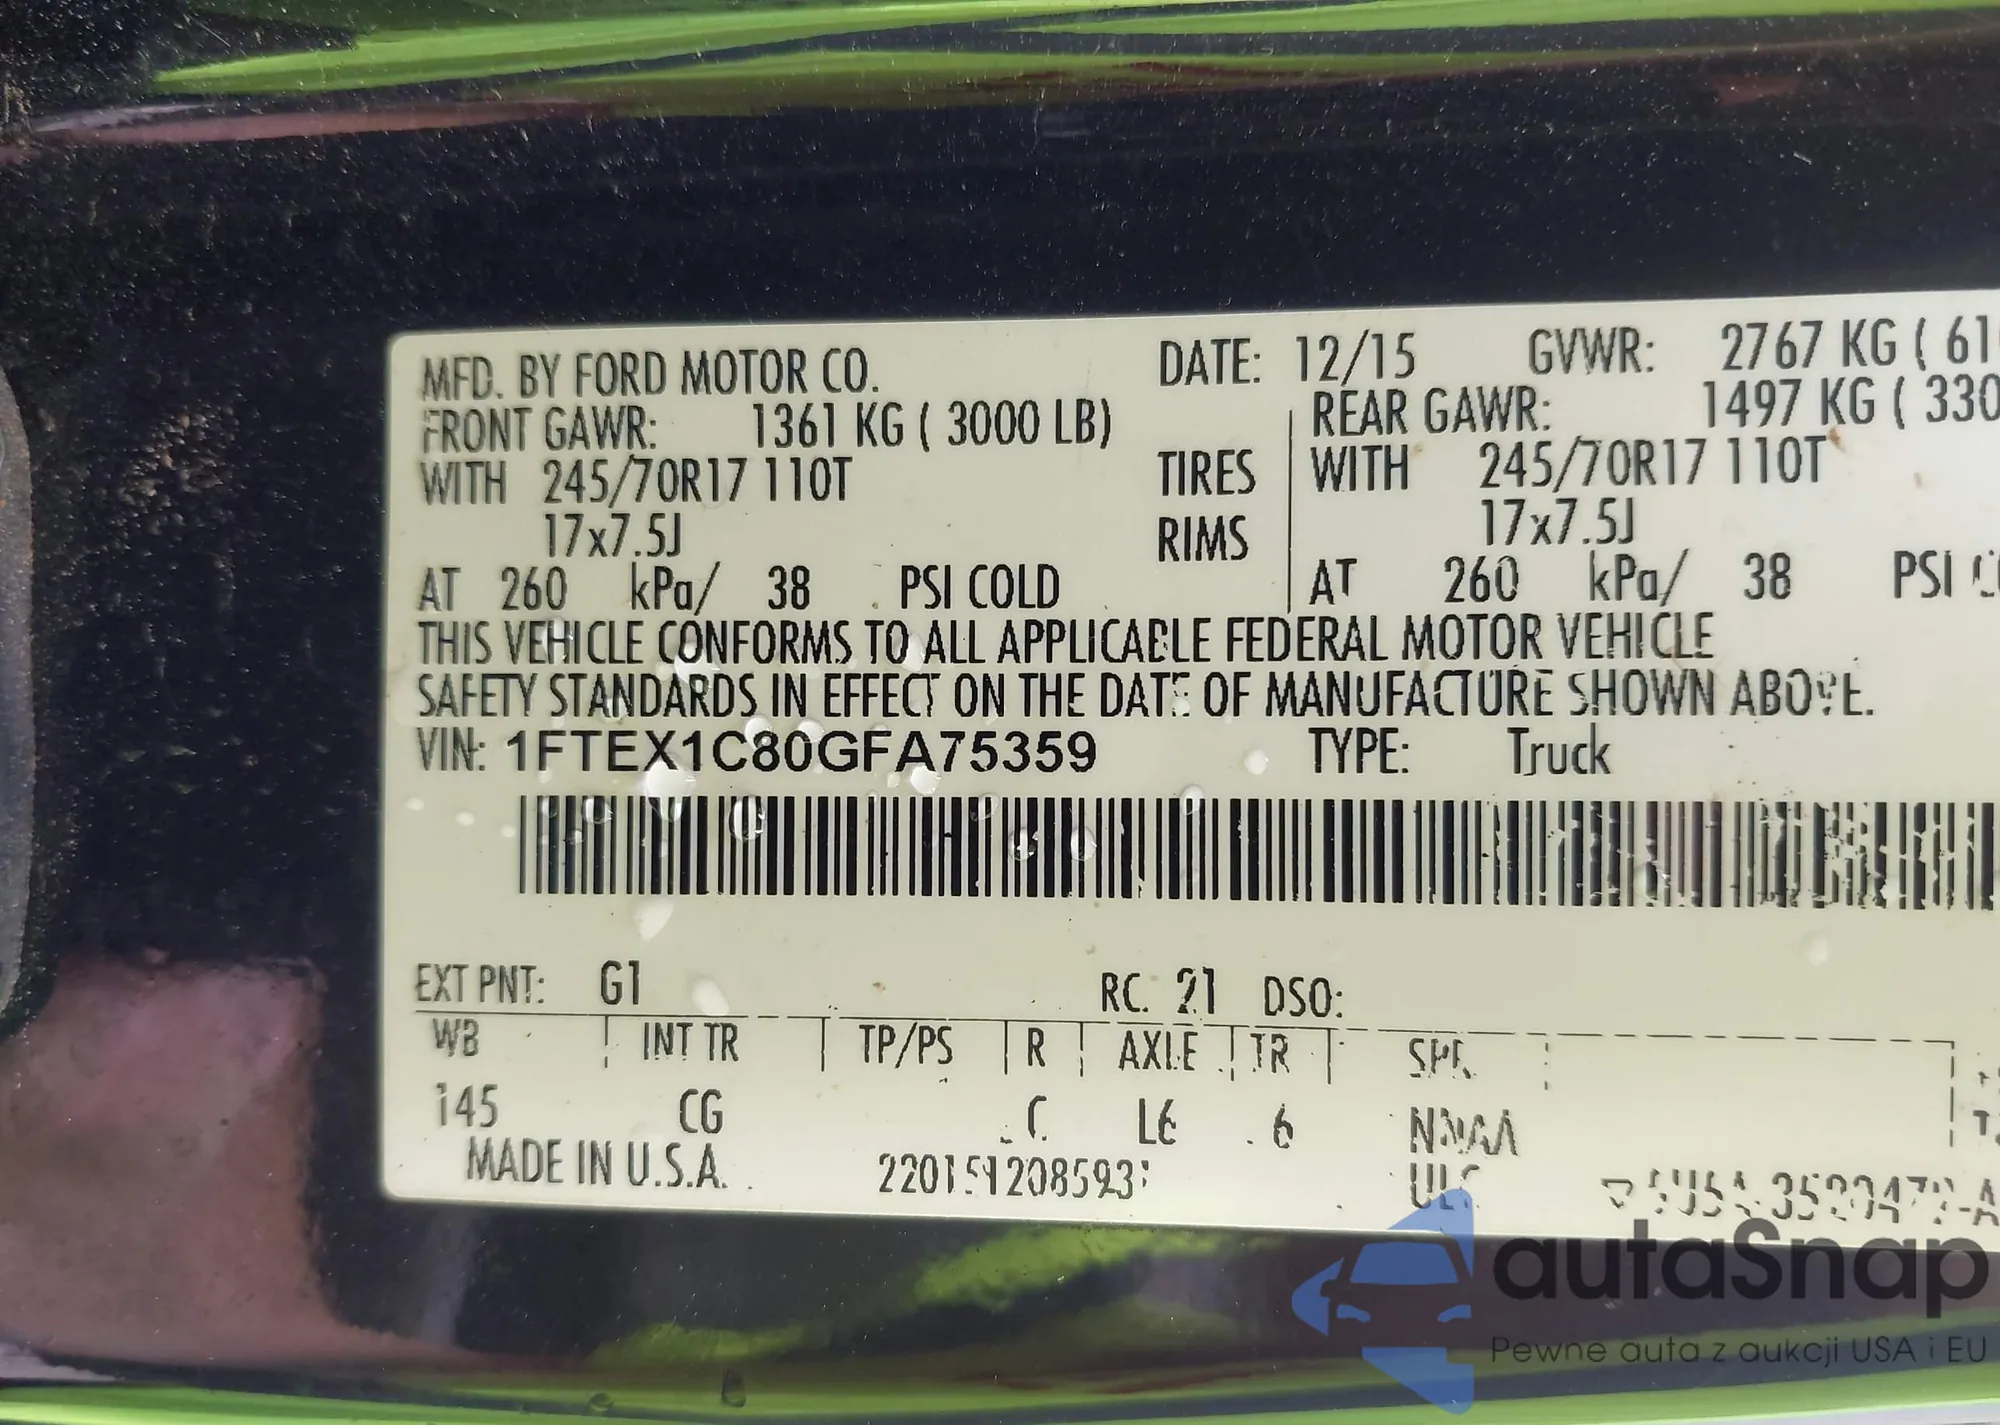 MFD. BY FORD MOTOR CO. DATE: 12/15 GVWR: 2767 KG ( 61
FRONT GAWR: 1361 KG ( 3000 LB) REAR GAWR: 1497 KG ( 330
WITH 245/70R17 110T TIRES WITH 245/70R17 110T
17x7.5J RIMS 17x7.5J
AT 260 kPa/ 38 PSI COLD AT 260 kPa/ 38 PSI
THIS VEHICLE CONFORMS TO ALL APPLICABLE FEDERAL MOTOR VEHICLE
SAFETY STANDARDS IN EFFECT ON THE DATE OF MANUFACTURE SHOWN ABOVE.
VIN: 1FTEX1C80GFA75359 TYPE: Truck
EXT PNT: G1 RC: 21 DSO:
WB INT TR TP/PS R AXLE TR SPR
145 CG C L6 6
MADE IN U.S.A.
autaSnap
Pewne auta z aukcji USA i EU